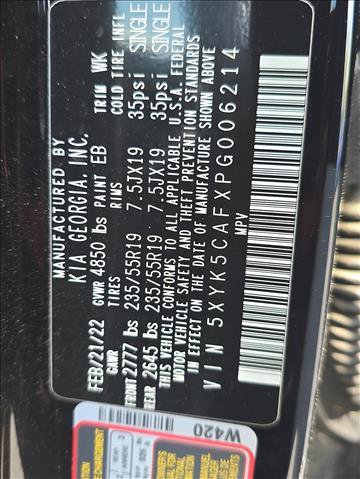 MANUFACTURED BY
KIA GEORGIA, INC.
FEB/21/22 GVWR 4850 lbs PAINT EB TRIM WK
GAWR TIRES RIMS COLD TIRE INFL
FRONT 2777 lbs 235/55R19 7.5JX19 35psi SINGLE
REAR 2645 lbs 235/55R19 7.5JX19 35psi SINGLE
THIS VEHICLE CONFORMS TO ALL APPLICABLE U.S.A. FEDERAL
MOTOR VEHICLE SAFETY AND THEFT PREVENTION STANDARDS
IN EFFECT ON THE DATE OF MANUFACTURE SHOWN ABOVE
VIN 5XYK5CAFXPG006214
MPV
W420